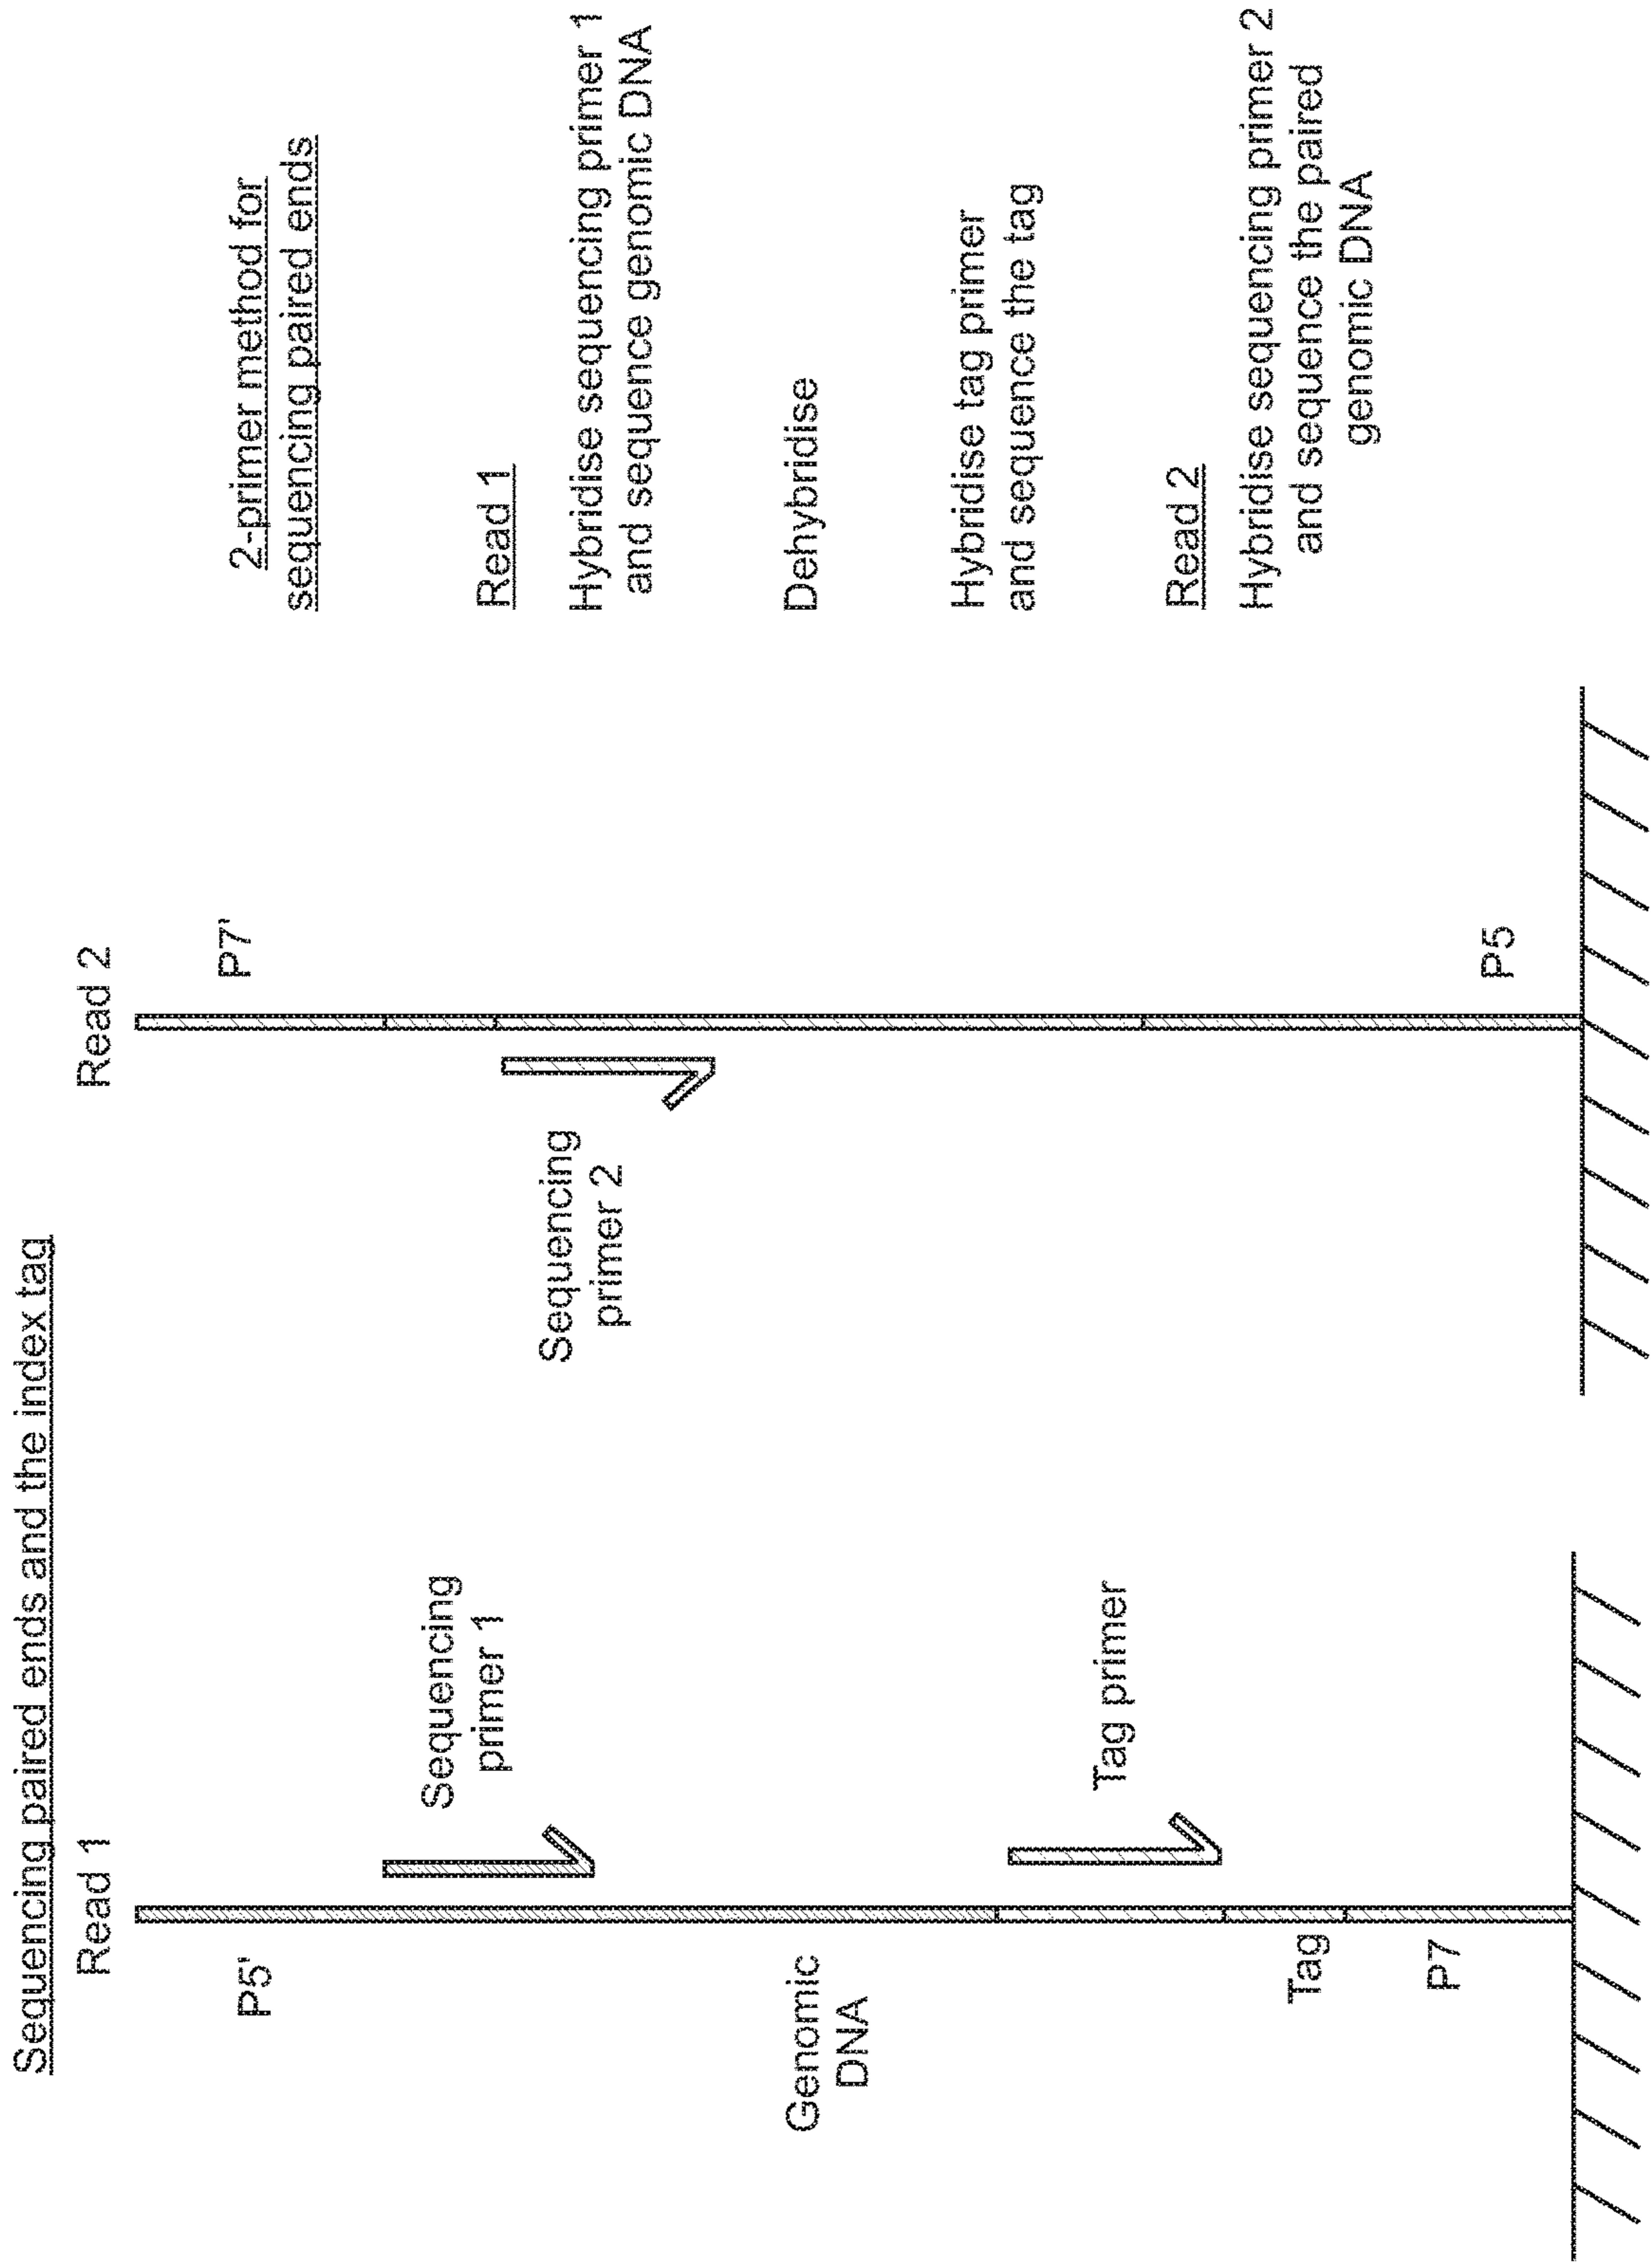 Sequencing paired ends and the index tag
Read 1
P5'
Sequencing
primer 1
Genomic
DNA
Tag primer
Tag
P7
Read 2
P7'
Sequencing
primer 2
P5
2-primer method for
sequencing paired ends
Read 1
Hybridise sequencing primer 1
and sequence genomic DNA
Dehybridise
Hybridise tag primer
and sequence the tag
Read 2
Hybridise sequencing primer 2
and sequence the paired
genomic DNA